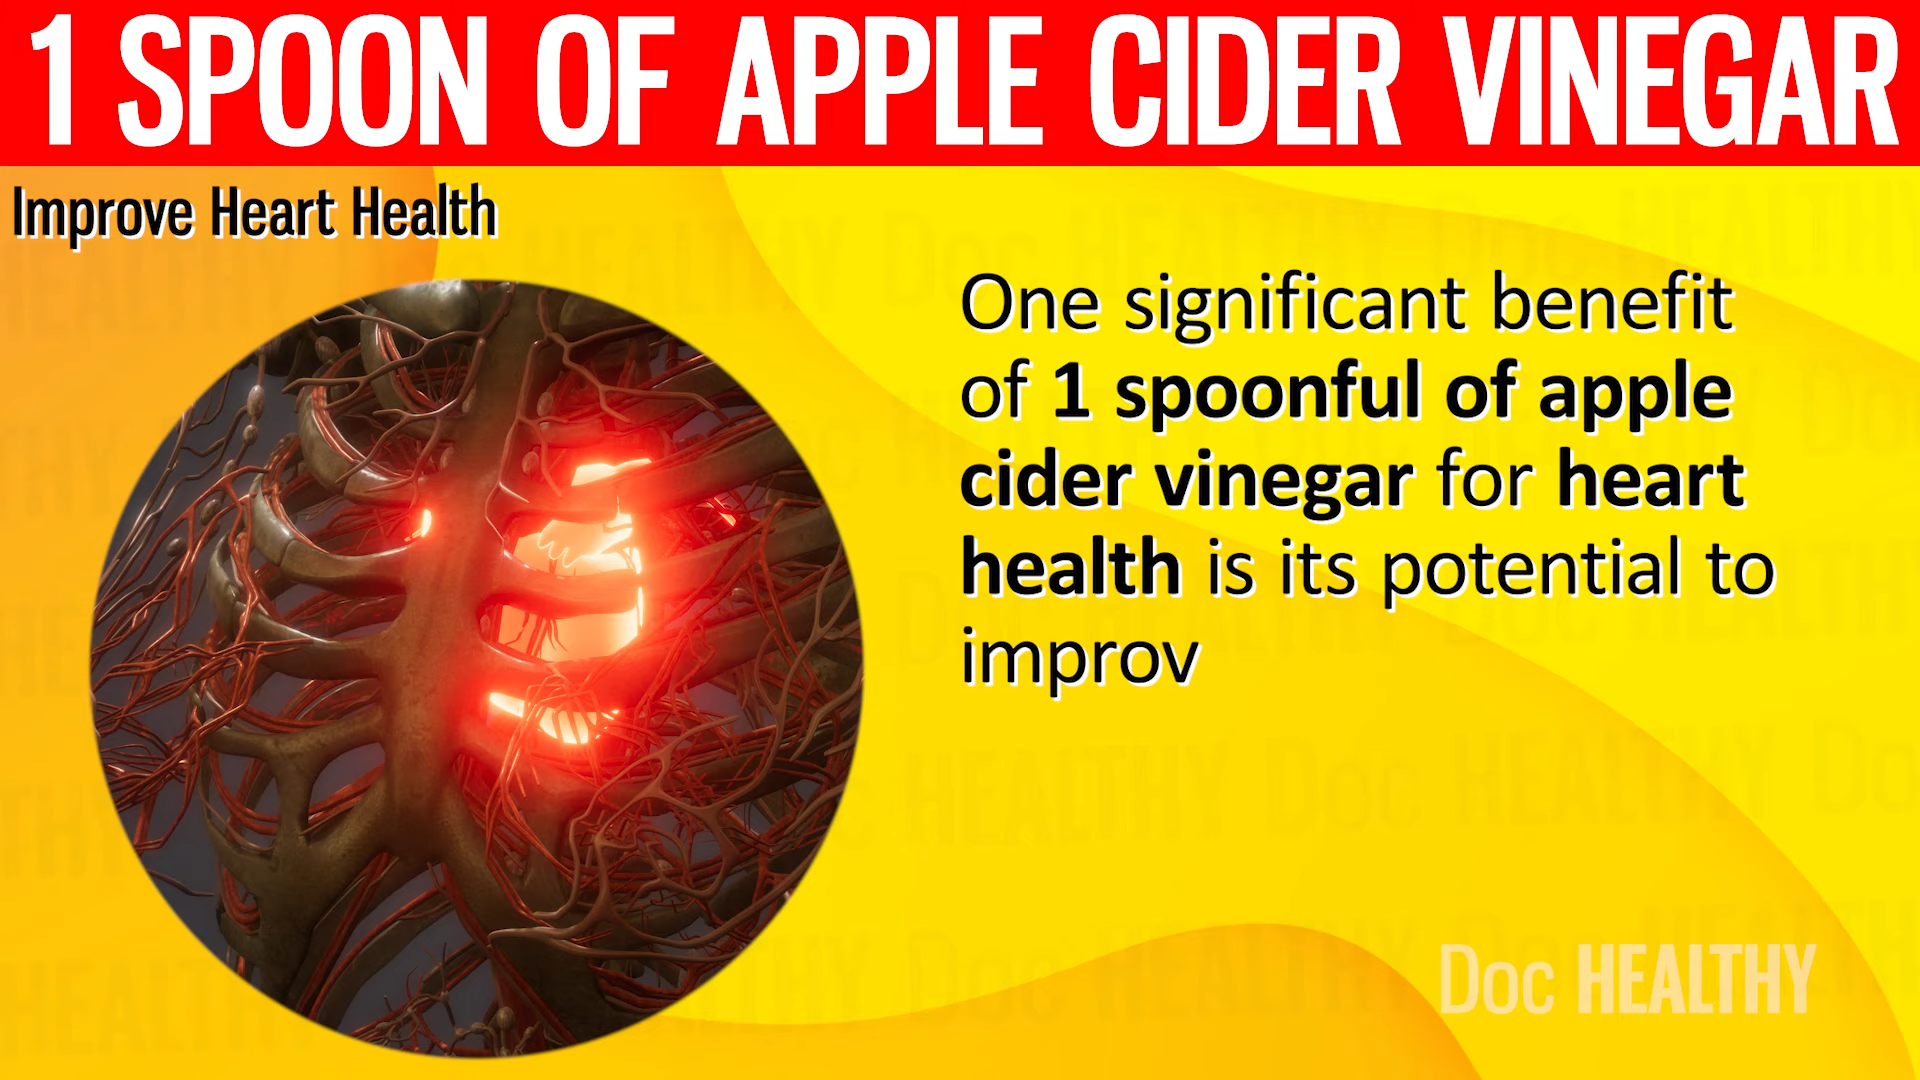 1 SPOON OF APPLE CIDER VINEGAR
Improve Heart Health
One significant benefit
of 1 spoonful of apple
cider vinegar for heart
health is its potential to
improv
Doc HEALTHY